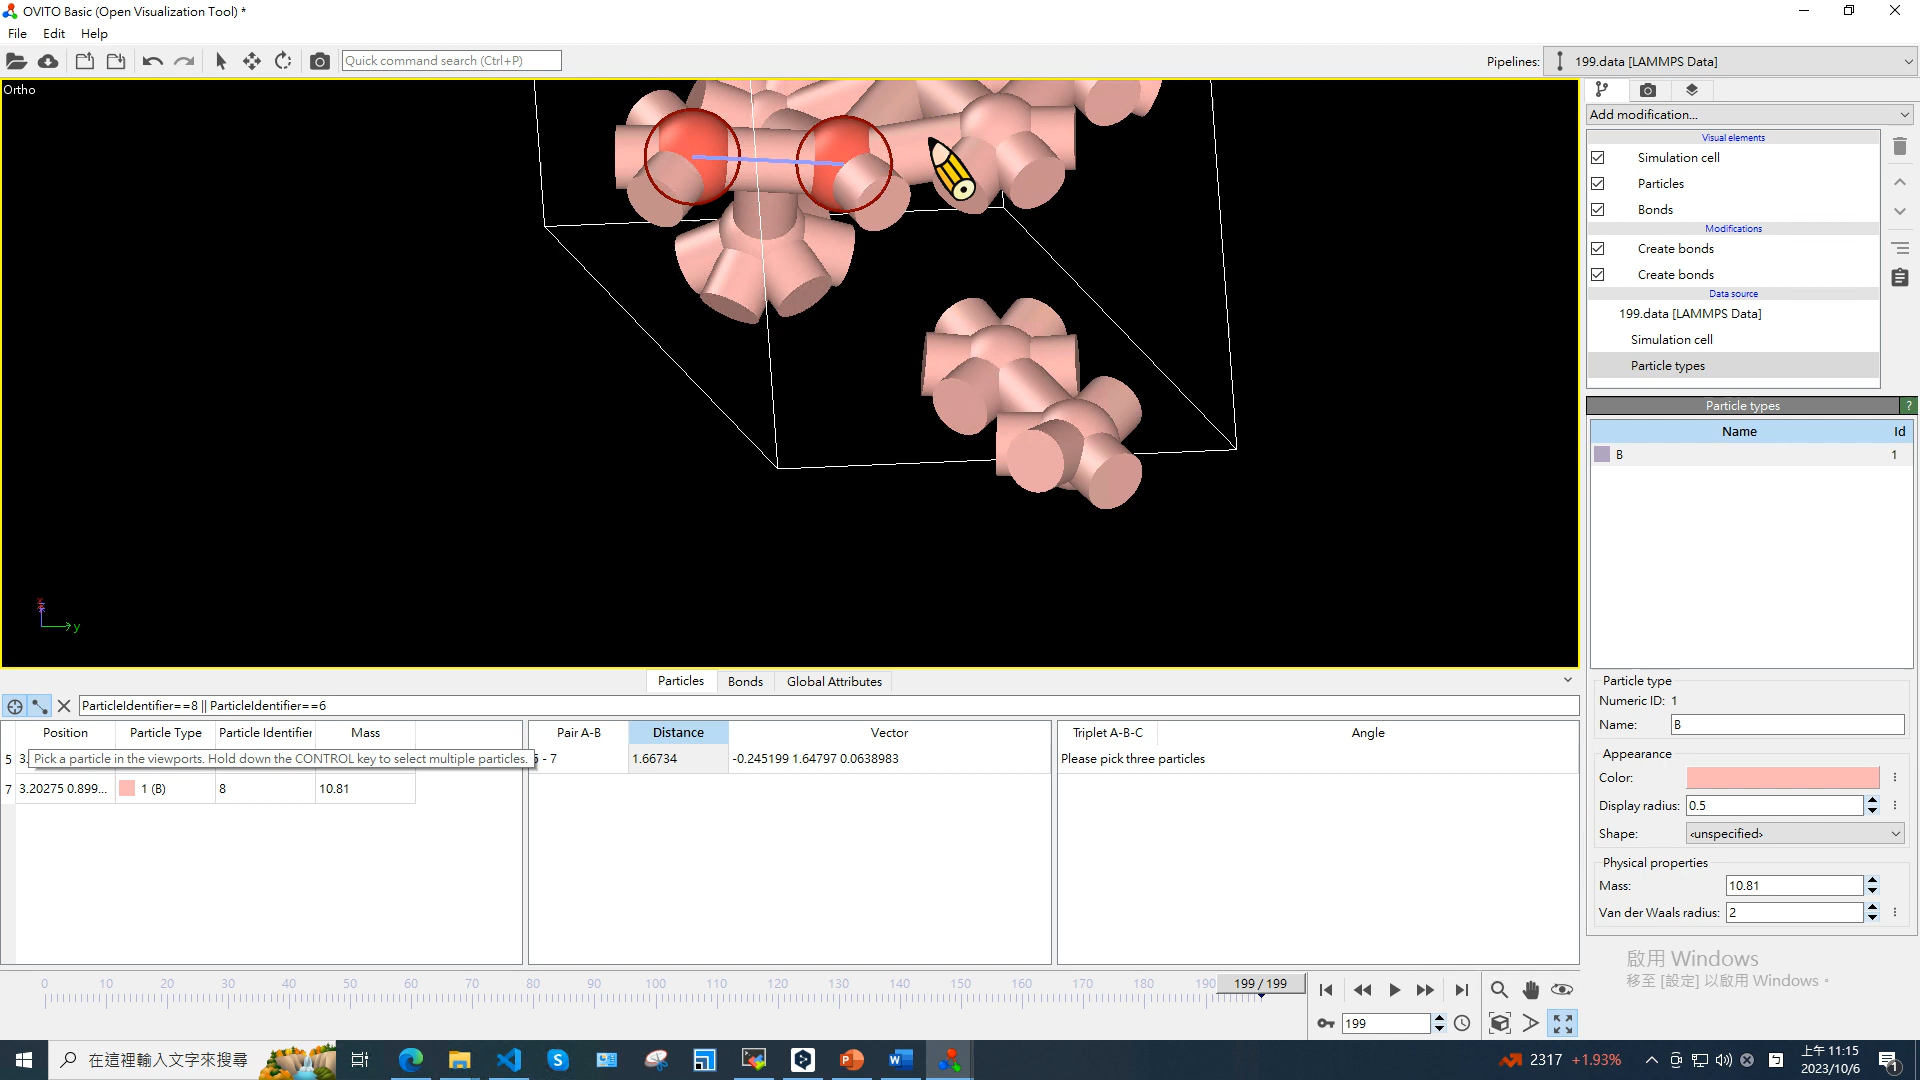 OVITO Basic (Open Visualization Tool) *
File Edit Help
Quick command search (Ctrl+P)
Pipelines: 199.data [LAMMPS Data]
Ortho
Add modification...
Visual elements
Simulation cell
Particles
Bonds
Modifications
Create bonds
Create bonds
Data source
199.data [LAMMPS Data]
Simulation cell
Particle types
Particle types ?
Name Id
B 1
y
Particles Bonds Global Attributes
ParticleIdentifier==8 || ParticleIdentifier==6
Position Particle Type Particle Identifier Mass
Pair A-B Distance Vector
Triplet A-B-C Angle
5 3.
Pick a particle in the viewports. Hold down the CONTROL key to select multiple particles.
- 7 1.66734 -0.245199 1.64797 0.0638983
Please pick three particles
7 3.20275 0.899... 1 (B) 8 10.81
Particle type
Numeric ID: 1
Name: B
Appearance
Color:
Display radius: 0.5
Shape: <unspecified>
Physical properties
Mass: 10.81
Van der Waals radius: 2
啟用 Windows
移至 [設定] 以啟用 Windows。
0 10 20 30 40 50 60 70 80 90 100 110 120 130 140 150 160 170 180 190 199 / 199
199
在這裡輸入文字來搜尋
2317 +1.93%
上午 11:15
2023/10/6
1